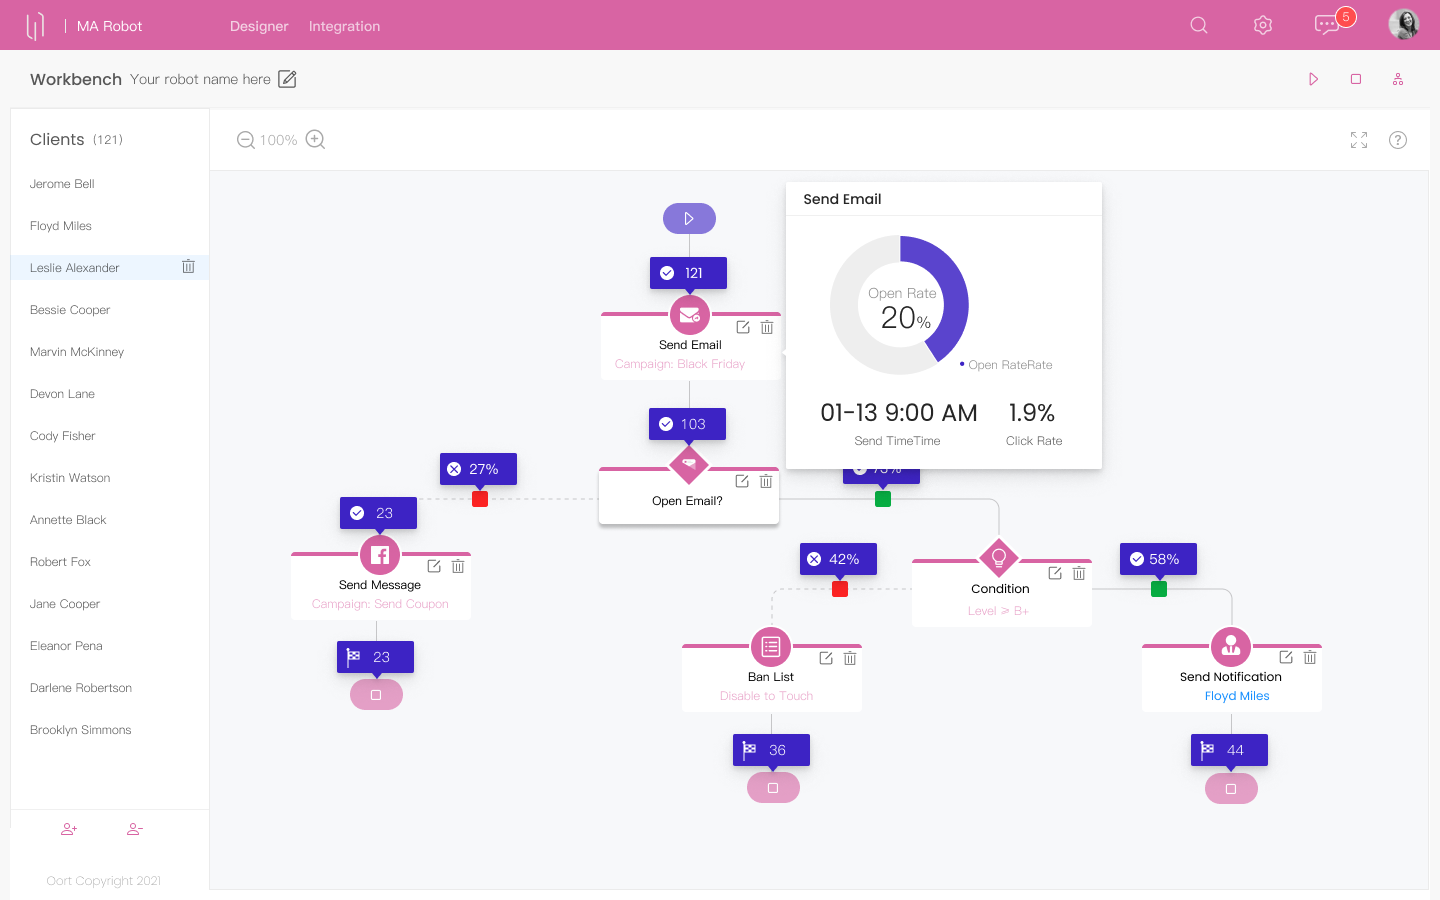 MA Robot
Designer
Integration
5
Workbench
Your robot name here
Clients (121)
Jerome Bell
Floyd Miles
Leslie Alexander
Bessie Cooper
Marvin McKinney
Devon Lane
Cody Fisher
Kristin Watson
Annette Black
Robert Fox
Jane Cooper
Eleanor Pena
Darlene Robertson
Brooklyn Simmons
Oort Copyright 2021
100%
?
121
Send Email
Campaign: Black Friday
103
Open Email?
27%
23
Send Message
Campaign: Send Coupon
23
Send Email
Open Rate
20%
Open RateRate
01-13 9:00 AM
Send TimeTime
1.9%
Click Rate
42%
Condition
Level ≥ B+
58%
Ban List
Disable to Touch
36
Send Notification
Floyd Miles
44